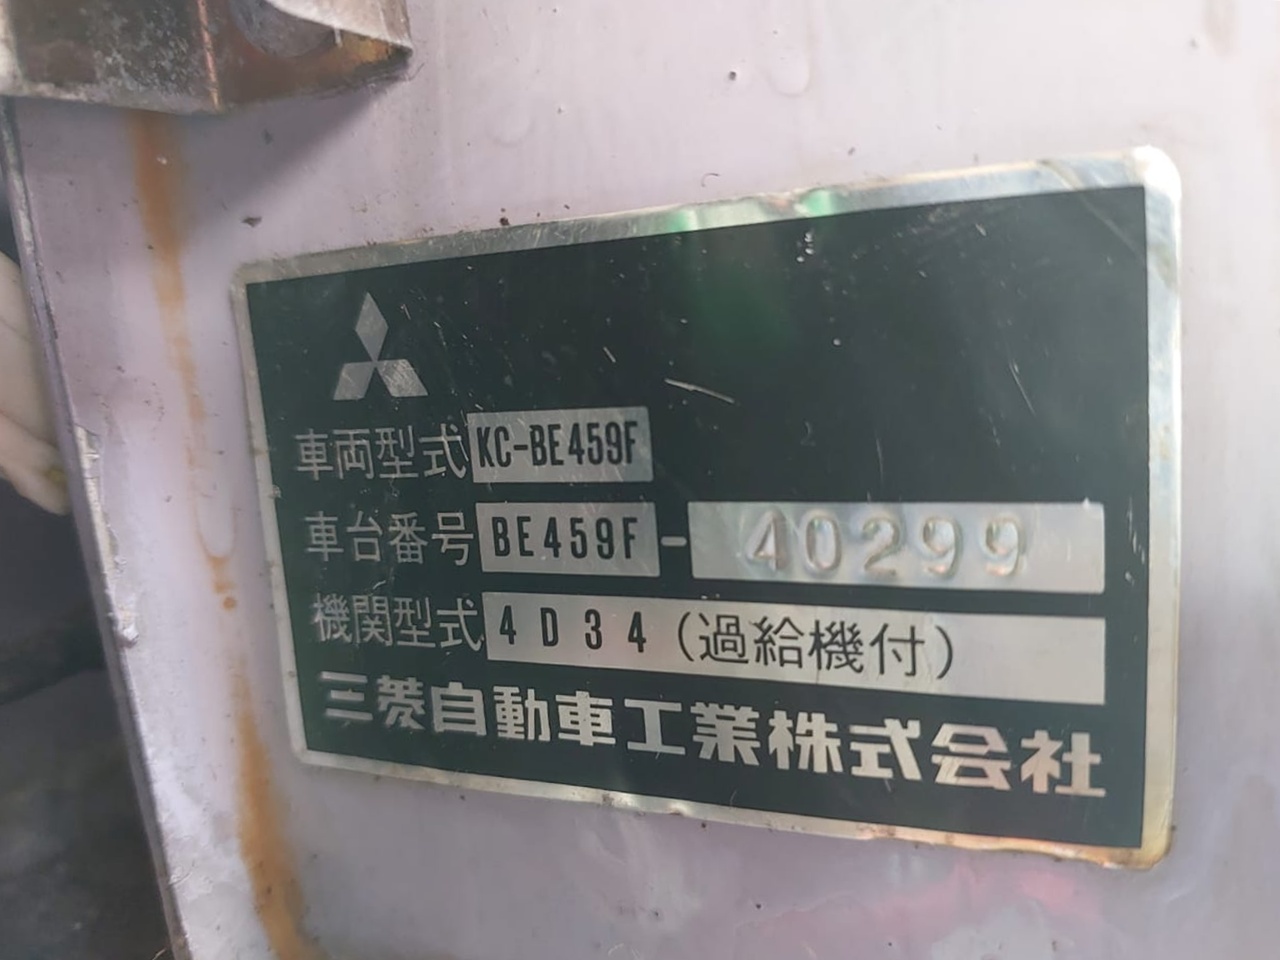 車両型式 KC-BE459F
車台番号 BE459F-40299
機関型式 4D34(過給機付)
三菱自動車工業株式会社